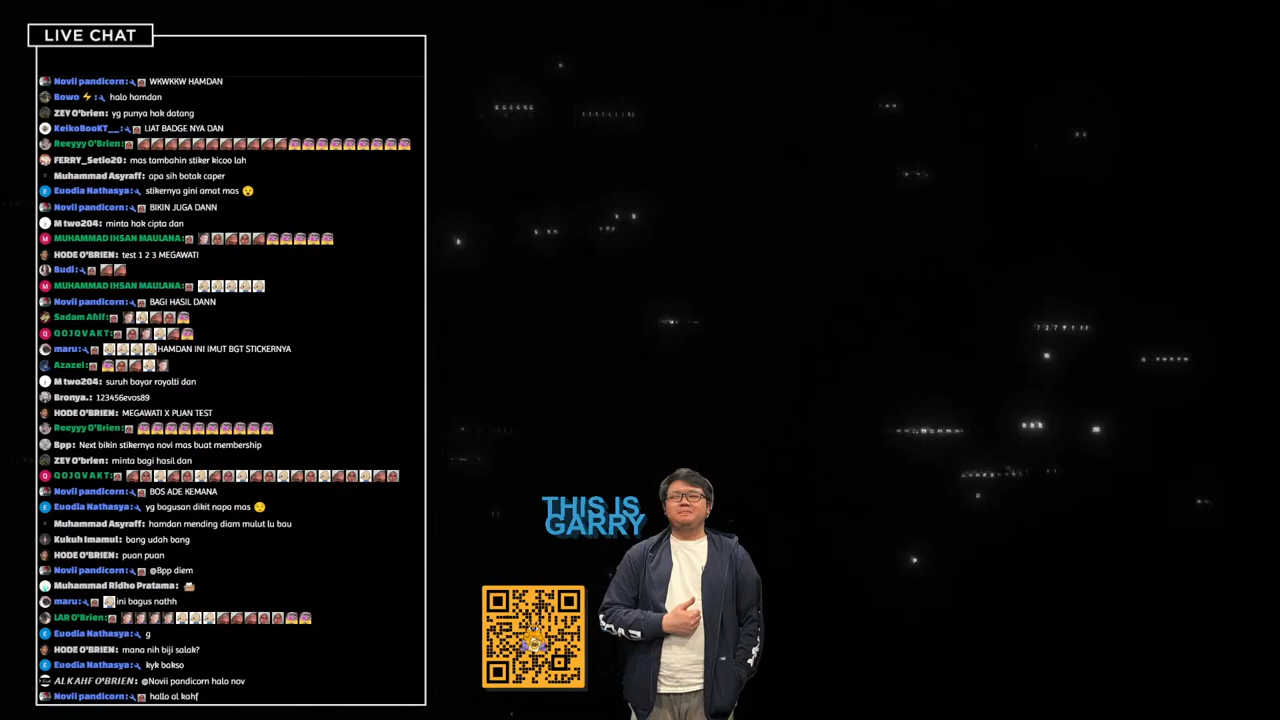 LIVE CHAT
Novii pandicorn: WKWKKW HAMDAN
Bowo ⚡: halo hamdan
ZEY O'brien: yg punya hak datang
KeikoBooKT__: LIAT BADGE NYA DAN
Reeyyy O'Brien:
FERRY_Setio20: mas tambahin stiker kicoo lah
Muhammad Asyraff: apa sih botak caper
Euodia Nathasya: stikernya gini amat mas 😧
Novii pandicorn: BIKIN JUGA DANN
M two204: minta hak cipta dan
MUHAMMAD IHSAN MAULANA:
HODE O'BRIEN: test 1 2 3 MEGAWATI
Budi:
MUHAMMAD IHSAN MAULANA:
Novii pandicorn: BAGI HASIL DANN
Sadam Afiif:
Q O J Q V A K T:
maru: HAMDAN INI IMUT BGT STICKERNYA
Azazel:
M two204: suruh bayar royalti dan
Bronya.: 123456evos89
HODE O'BRIEN: MEGAWATI X PUAN TEST
Reeyyy O'Brien:
Bpp: Next bikin stikernya novi mas buat membership
ZEY O'brien: minta bagi hasil dan
Q O J Q V A K T:
Novii pandicorn: BOS ADE KEMANA
Euodia Nathasya: yg bagusan dikit napa mas 😌
Muhammad Asyraff: hamdan mending diam mulut lu bau
Kukuh Imamul: bang udah bang
HODE O'BRIEN: puan puan
Novii pandicorn: @Bpp diem
Muhammad Ridho Pratama:
maru: ini bagus nathh
LAR O'Brien:
Euodia Nathasya: g
HODE O'BRIEN: mana nih biji salak?
Euodia Nathasya: kyk bakso
ALKAHF O'BRIEN: @Novii pandicorn halo nov
Novii pandicorn: hallo al kahf
THIS IS
GARRY